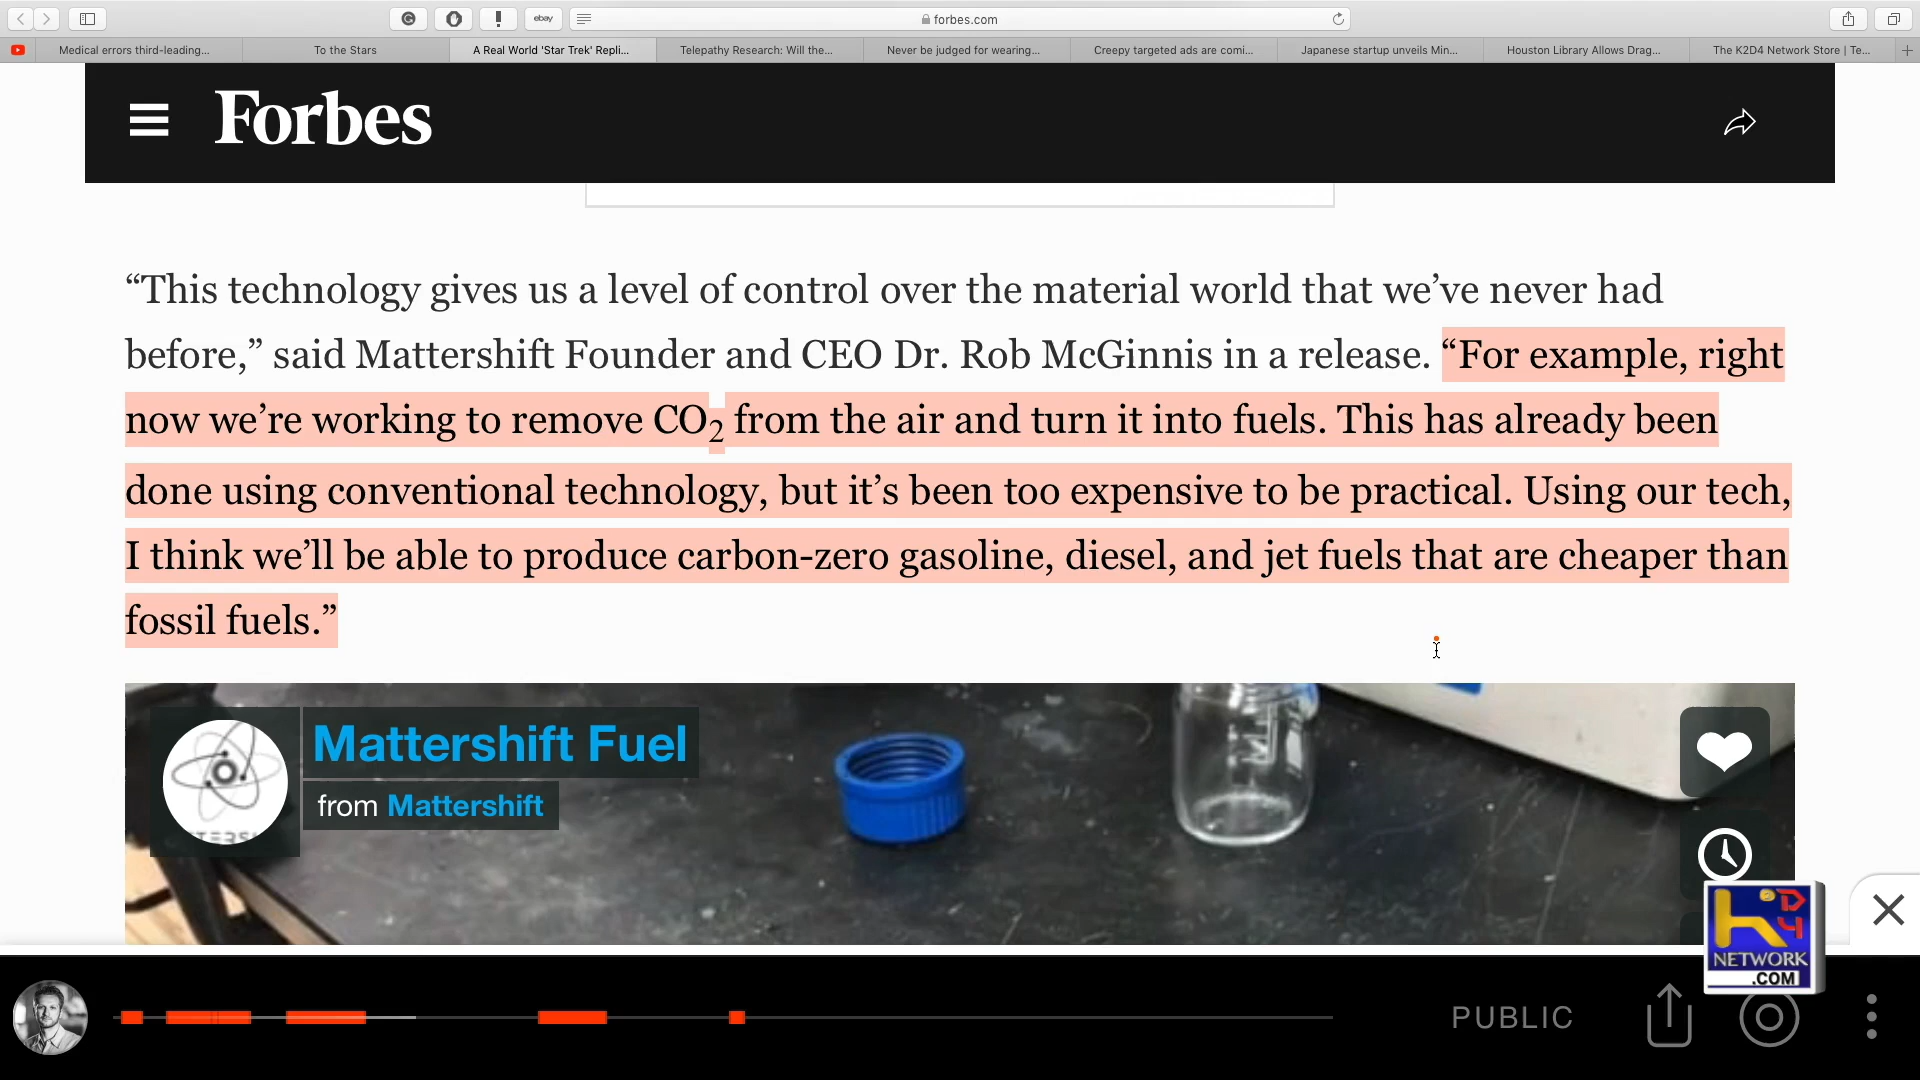 ebay
forbes.com
Medical errors third-leading...
To the Stars
A Real World 'Star Trek' Repli...
Telepathy Research: Will the...
Never be judged for wearing...
Creepy targeted ads are comi...
Japanese startup unveils Min...
Houston Library Allows Drag...
The K2D4 Network Store | Te...
Forbes
“This technology gives us a level of control over the material world that we’ve never had
before,” said Mattershift Founder and CEO Dr. Rob McGinnis in a release. “For example, right
now we’re working to remove CO2 from the air and turn it into fuels. This has already been
done using conventional technology, but it’s been too expensive to be practical. Using our tech,
I think we’ll be able to produce carbon-zero gasoline, diesel, and jet fuels that are cheaper than
fossil fuels.”
Mattershift Fuel
from Mattershift
K2D4
NETWORK
.COM
PUBLIC